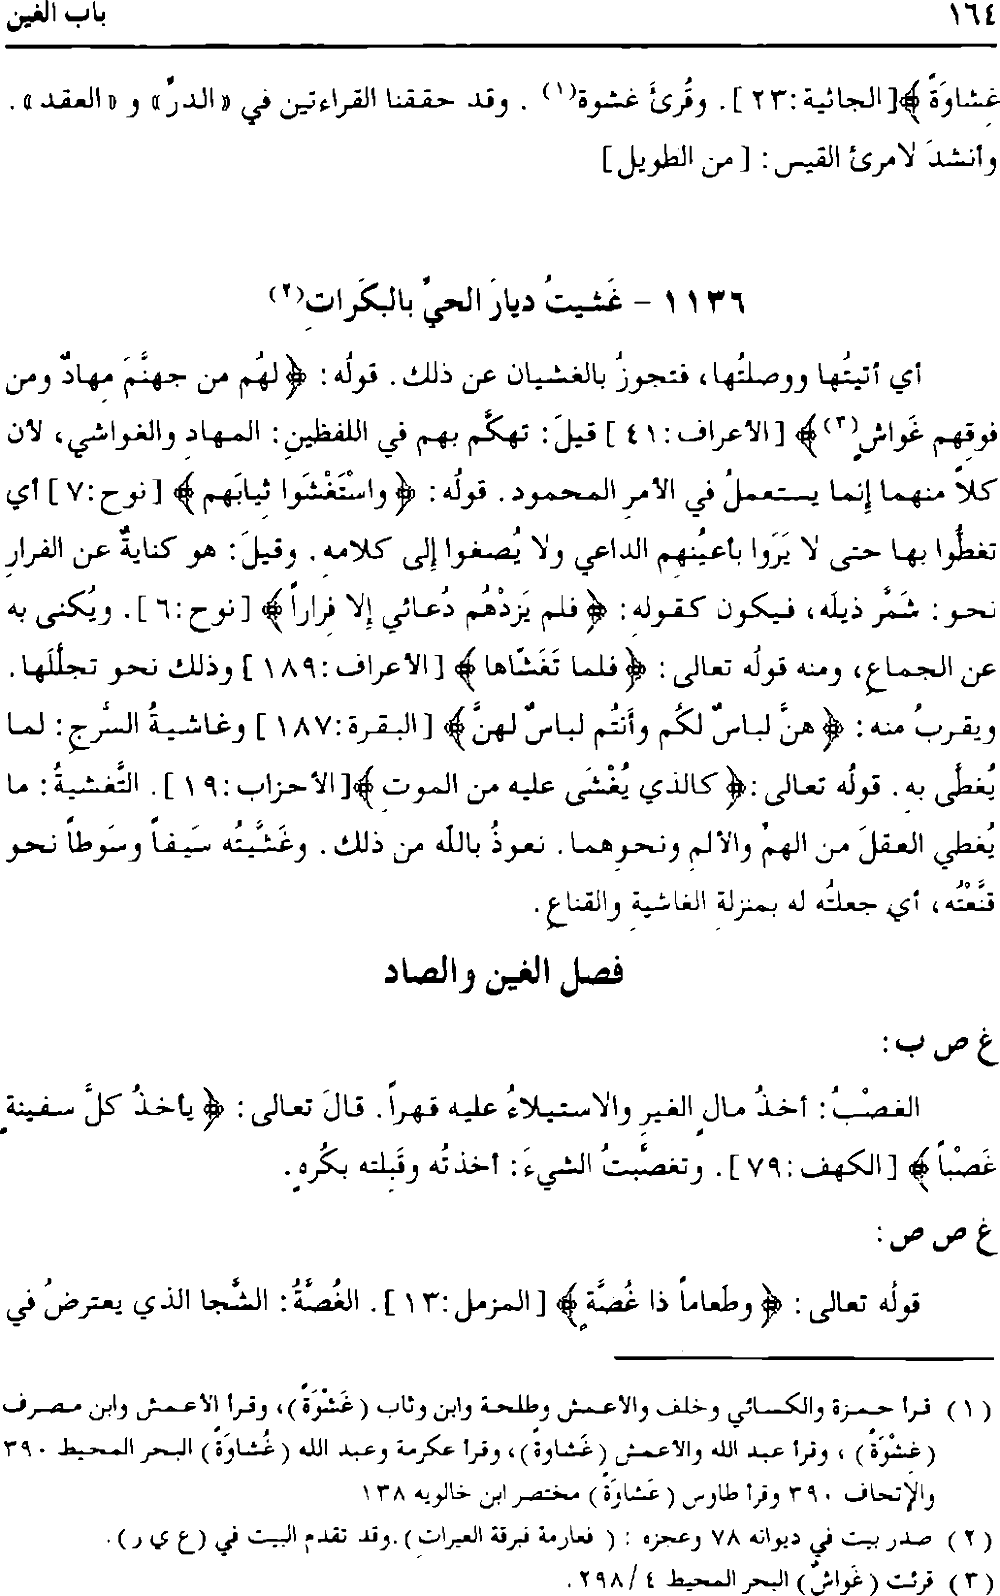 ١٦٤ باب الغين
غشاوَةً ﴾[الجاثية:٢٣]. وقُرئَ غشوة(١) . وقد حققنا القراءتين في «الدرِّ» و «العقد».
وأنشدَ لامرئ القيس: [من الطويل]
١١٣٦ - غَشيتُ ديارَ الحيِّ بالبكَراتِ(٢)
أي أتيتُها ووصلتُها، فتجوزُ بالغشيان عن ذلك. قولُه: ﴿ لهُم من جهنَّمَ مِهادٌ ومن
فوقِهم غَواشٍ(٣)﴾ [الأعراف:٤١] قيلَ: تهكَّم بهم في اللفظينِ: المهادِ والغواشي، لأن
كلاًّ منهما إنما يستعملُ في الأمرِ المحمود. قولُه: ﴿ واسْتَغْشَوا ثيابَهم ﴾ [نوح:٧] أي
تغطُّوا بها حتى لا يَرَوا بأعيُنِهم الداعي ولا يُصغوا إلى كلامهِ. وقيلَ: هو كنايةٌ عن الفرارِ
نحو: شَمَّر ذيلَه، فيكون كقولهِ: ﴿ فلم يَزِدْهُم دُعائي إلا فِراراً ﴾ [نوح:٦]. ويُكنى به
عن الجماعِ، ومنه قولُه تعالى: ﴿ فلما تَغَشّاها ﴾ [الأعراف:١٨٩] وذلك نحو تجلَّلَها.
ويقربُ منه: ﴿ هنَّ لباسٌ لكُم وأنتُم لباسٌ لهنَّ﴾ [البقرة:١٨٧] وغاشيةُ السَّرجِ: لما
يُغطَّى بهِ. قولُه تعالى:﴿ كالذي يُغْشَى عليه من الموتِ ﴾[الأحزاب:١٩]. التَّغشيةُ: ما
يُغطي العقلَ من الهمِّ والألمِ ونحوِهما. نعوذُ باللّه من ذلك. وغَشَّيتُه سَيفاً وسَوطاً نحو
قنَّعْتُه، أي جعلتُه له بمنزلةِ الغاشيةِ والقناعِ.
فصل الغين والصاد
غ ص ب:
الغصْبُ: أخذُ مالِ الغيرِ والاستيلاءُ عليه قهراً. قالَ تعالى: ﴿ يأخذُ كلَّ سفينةٍ
غَصْباً ﴾ [الكهف:٧٩]. وتغصَّبتُ الشيءَ: أخذتُه وقَبِلته بكُرهٍ.
غ ص ص:
قولُه تعالى: ﴿ وطَعاماً ذا غُصَّةٍ ﴾ [المزمل:١٣]. الغُصَّةُ: الشَّجا الذي يعترضُ في
(١) قرأ حمزة والكسائي وخلف والأعمش وطلحة وابن وثاب (غَشْوَةً)، وقرأ الأعمش وابن مصرف
(غِشْوَةً) ، وقرأ عبد الله والأعمش (غَشاوة)، وقرأ عكرمة وعبد الله (غُشاوَةً) البحر المحيط ٣٩٠
والإتحاف ٣٩٠ وقرأ طاوس (عَشاوَةً) مختصر ابن خالويه ١٣٨
(٢) صدر بيت في ديوانه ٧٨ وعجزه : ( فعارمة فبرقة العيرات).وقد تقدم البيت في (ع ي ر).
(٣) قرئت (غَواشٌ) البحر المحيط ٤/ ٢٩٨.